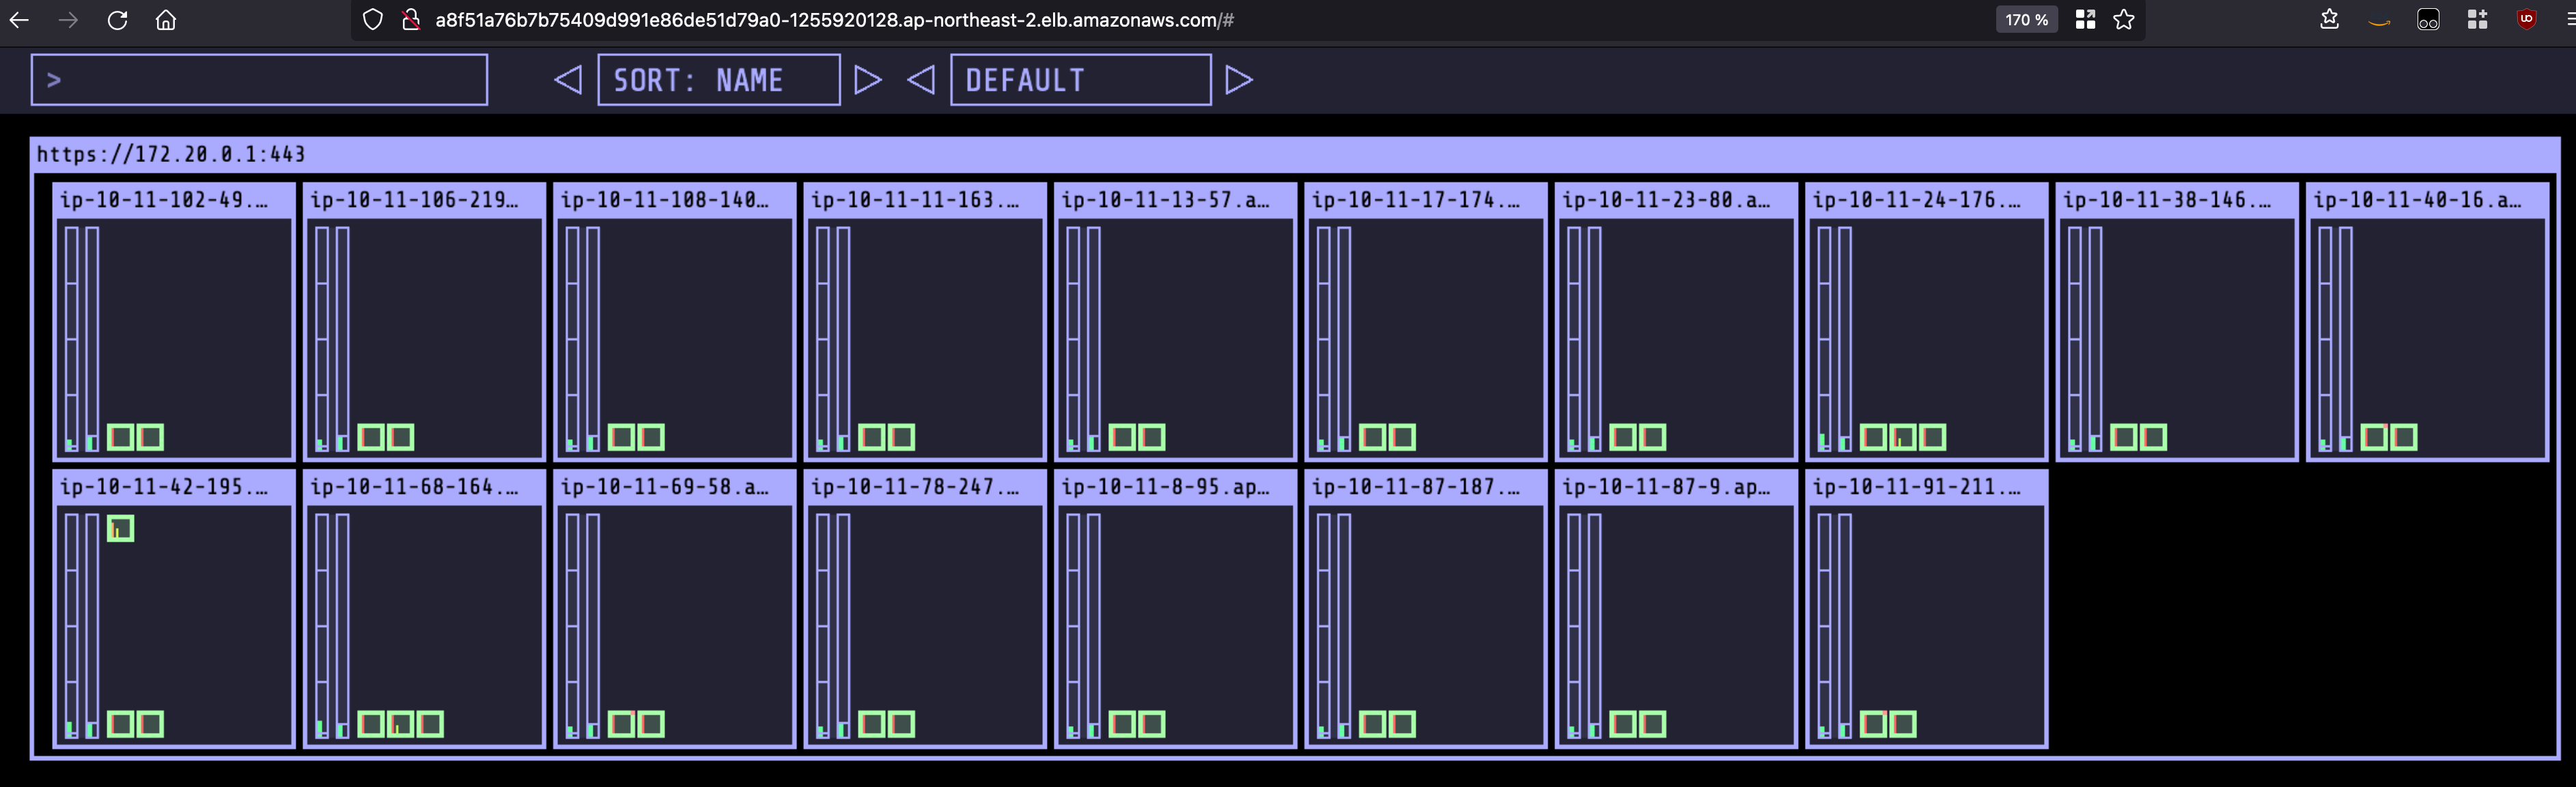 a8f51a76b7b75409d991e86de51d79a0-1255920128.ap-northeast-2.elb.amazonaws.com/#
170 %
>
SORT: NAME
DEFAULT
https://172.20.0.1:443
ip-10-11-102-49.…
ip-10-11-106-219…
ip-10-11-108-140…
ip-10-11-11-163.…
ip-10-11-13-57.a…
ip-10-11-17-174.…
ip-10-11-23-80.a…
ip-10-11-24-176.…
ip-10-11-38-146.…
ip-10-11-40-16.a…
ip-10-11-42-195.…
ip-10-11-68-164.…
ip-10-11-69-58.a…
ip-10-11-78-247.…
ip-10-11-8-95.ap…
ip-10-11-87-187.…
ip-10-11-87-9.ap…
ip-10-11-91-211.…